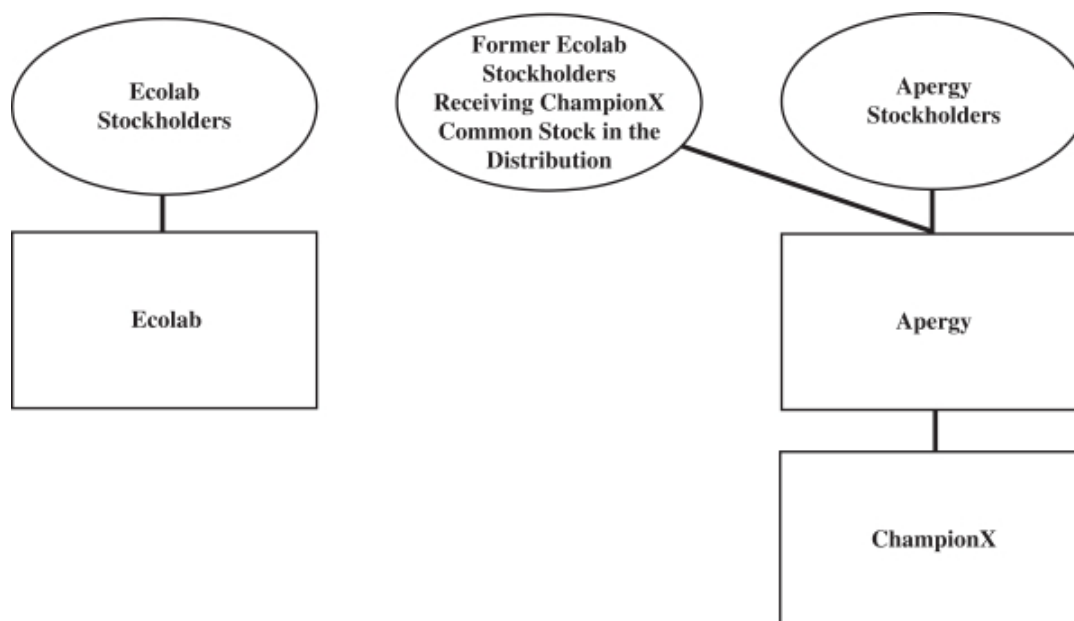 Ecolab
Stockholders
Former Ecolab
Stockholders
Receiving ChampionX
Common Stock in the
Distribution
Apergy
Stockholders
Ecolab
Apergy
ChampionX